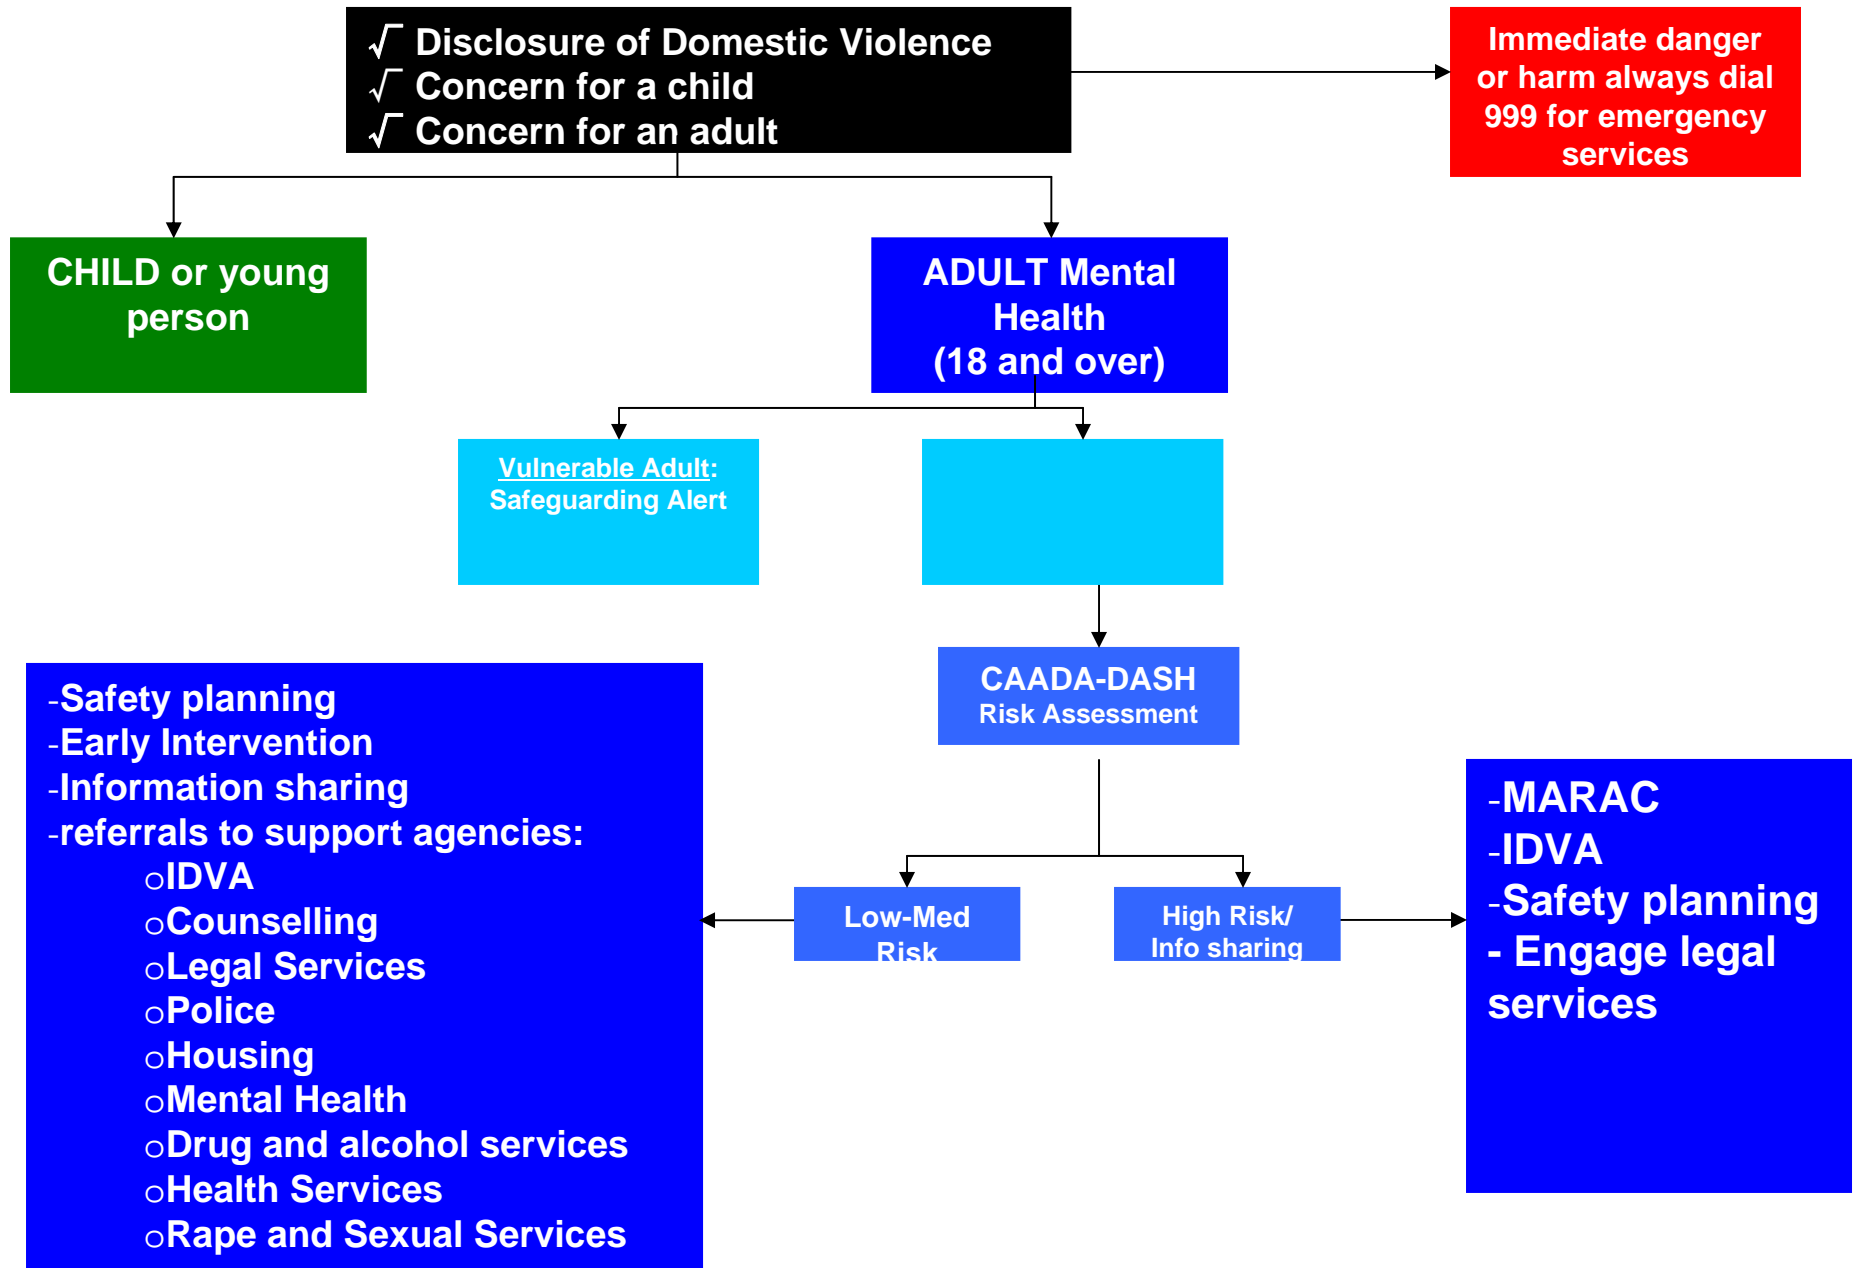 √ Disclosure of Domestic Violence
√ Concern for a child
√ Concern for an adult
Immediate danger
or harm always dial
999 for emergency
services
CHILD or young
person
ADULT Mental
Health
(18 and over)
Vulnerable Adult:
Safeguarding Alert
CAADA-DASH
Risk Assessment
Low-Med
Risk
High Risk/
Info sharing
-Safety planning
-Early Intervention
-Information sharing
-referrals to support agencies:
oIDVA
oCounselling
oLegal Services
oPolice
oHousing
oMental Health
oDrug and alcohol services
oHealth Services
oRape and Sexual Services
-MARAC
-IDVA
-Safety planning
- Engage legal
services